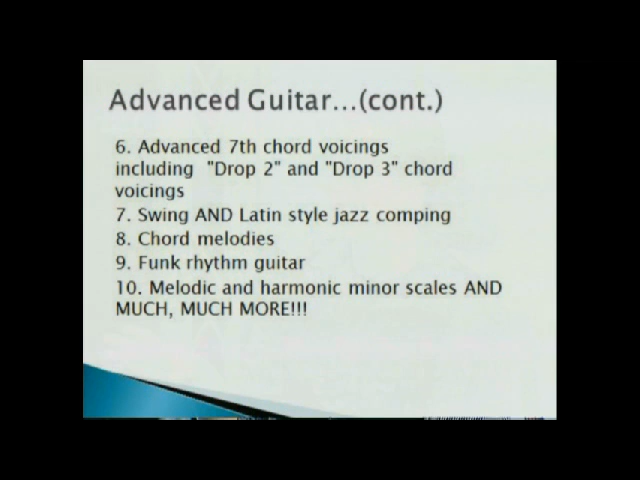 Advanced Guitar...(cont.)
6. Advanced 7th chord voicings
including "Drop 2" and "Drop 3" chord
voicings
7. Swing AND Latin style jazz comping
8. Chord melodies
9. Funk rhythm guitar
10. Melodic and harmonic minor scales AND
MUCH, MUCH MORE!!!